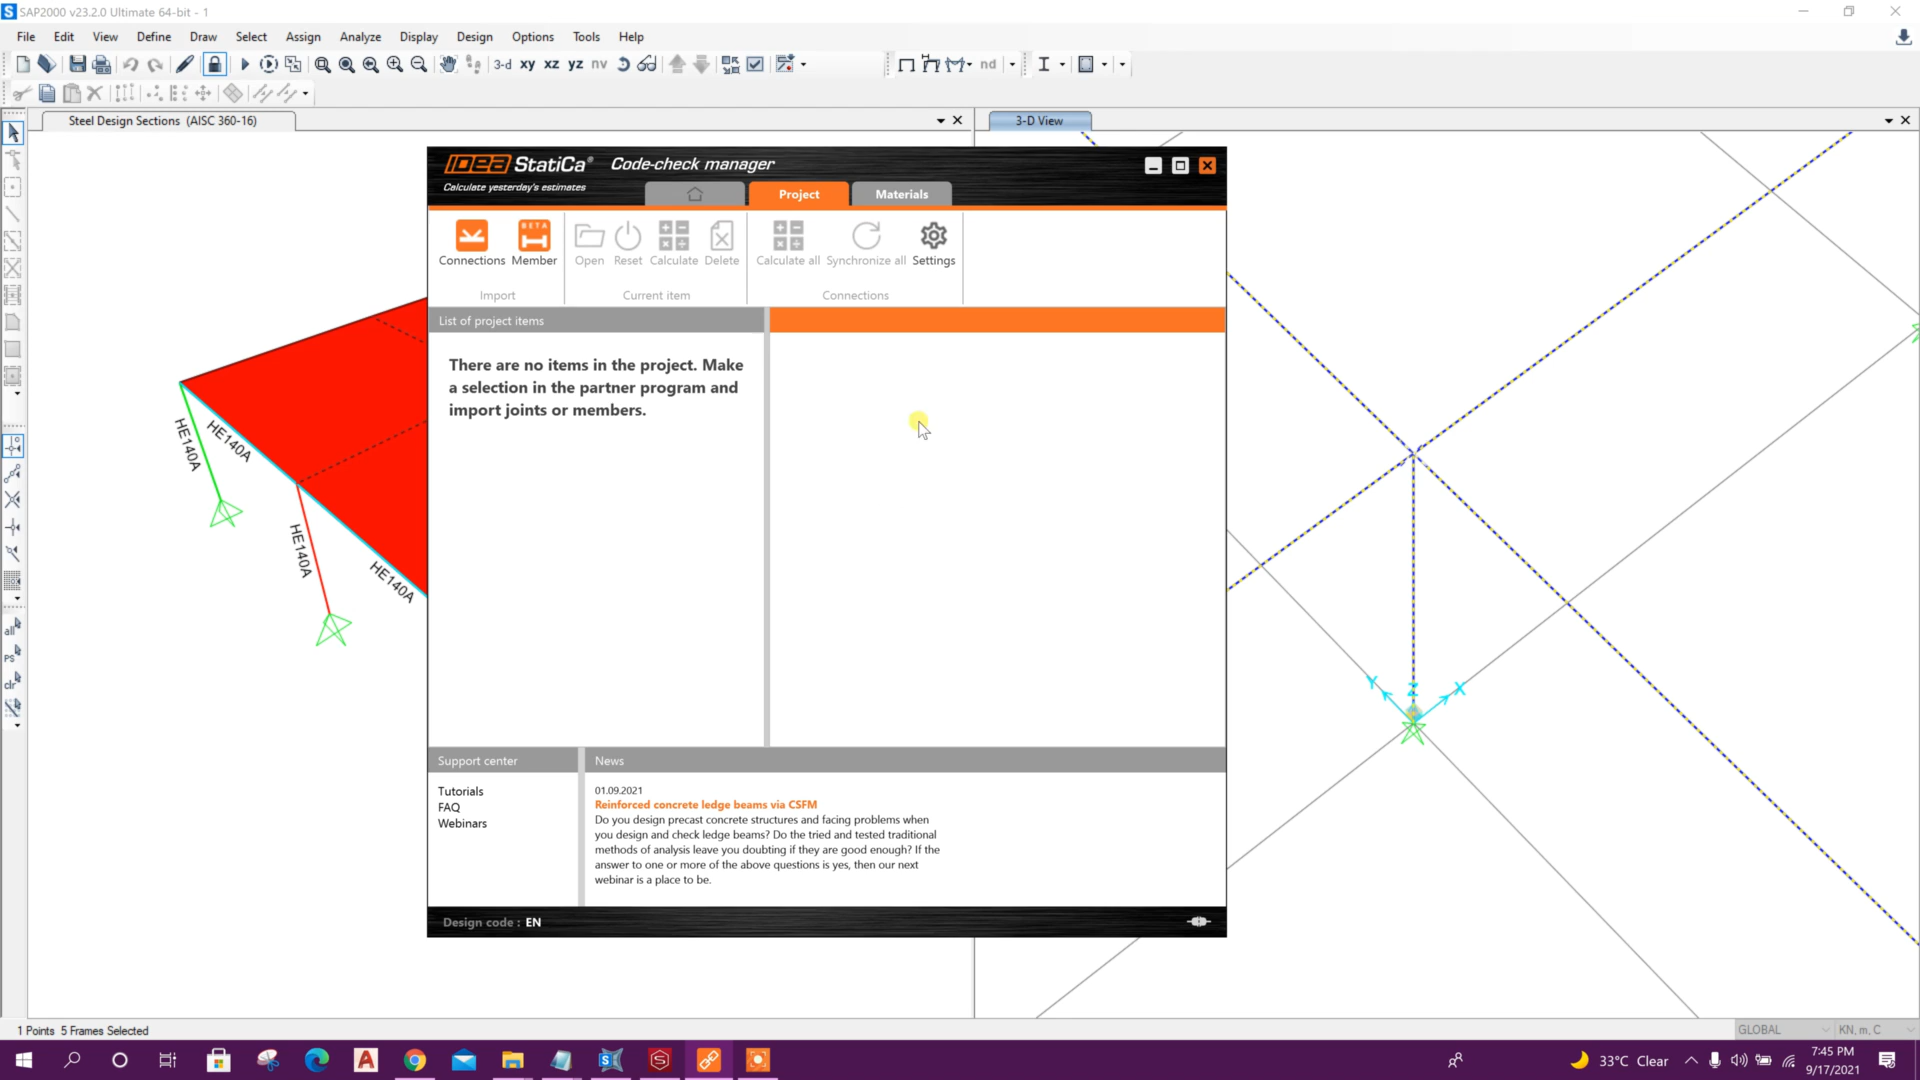 SAP2000 v23.2.0 Ultimate 64-bit - 1
File Edit View Define Draw Select Assign Analyze Display Design Options Tools Help
3-d xy xz yz nv nd
Steel Design Sections (AISC 360-16)
3-D View
IDEA StatiCa® Code-check manager
Calculate yesterday's estimates
Project Materials
BETA
Connections Member Open Reset Calculate Delete Calculate all Synchronize all Settings
Import Current item Connections
List of project items
There are no items in the project. Make
a selection in the partner program and
import joints or members.
HE140A
HE140A
HE140A
HE140A
all
PS
clr
Y Z X
Support center
Tutorials
FAQ
Webinars
News
01.09.2021
Reinforced concrete ledge beams via CSFM
Do you design precast concrete structures and facing problems when
you design and check ledge beams? Do the tried and tested traditional
methods of analysis leave you doubting if they are good enough? If the
answer to one or more of the above questions is yes, then our next
webinar is a place to be.
Design code : EN
1 Points 5 Frames Selected
GLOBAL KN, m, C
33°C Clear
7:45 PM
9/17/2021